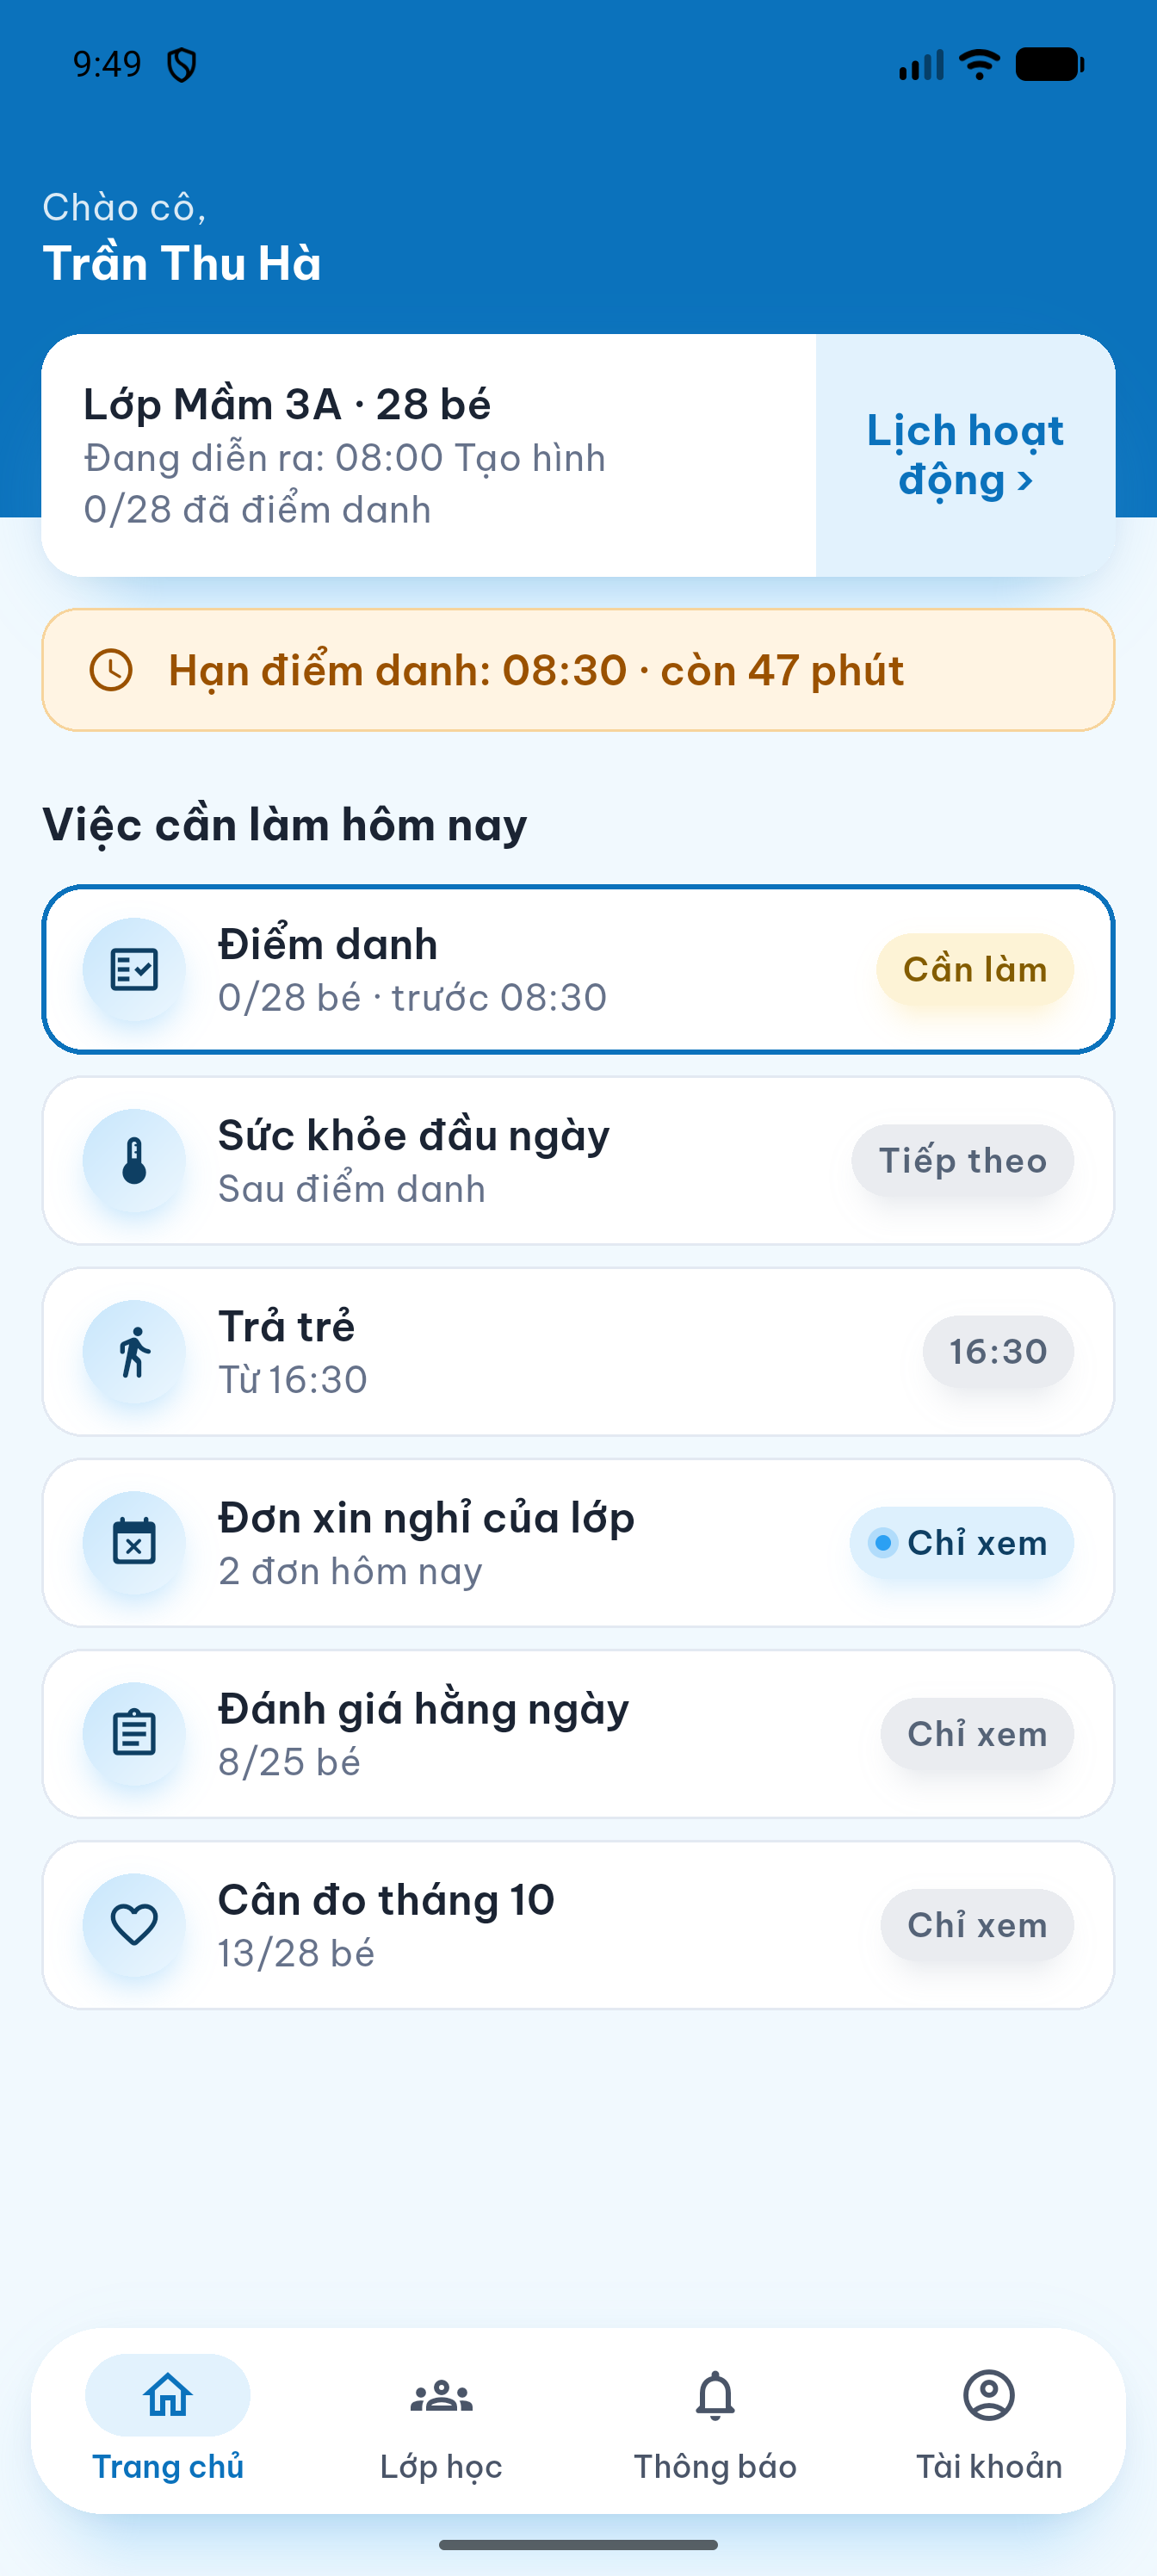 9:49
Chào cô,
Trần Thu Hà
Lớp Mầm 3A · 28 bé
Đang diễn ra: 08:00 Tạo hình
0/28 đã điểm danh
Lịch hoạt
động ›
Hạn điểm danh: 08:30 · còn 47 phút
Việc cần làm hôm nay
Điểm danh
0/28 bé · trước 08:30
Cần làm
Sức khỏe đầu ngày
Sau điểm danh
Tiếp theo
Trả trẻ
Từ 16:30
16:30
Đơn xin nghỉ của lớp
2 đơn hôm nay
Chỉ xem
Đánh giá hằng ngày
8/25 bé
Chỉ xem
Cân đo tháng 10
13/28 bé
Chỉ xem
Trang chủ
Lớp học
Thông báo
Tài khoản